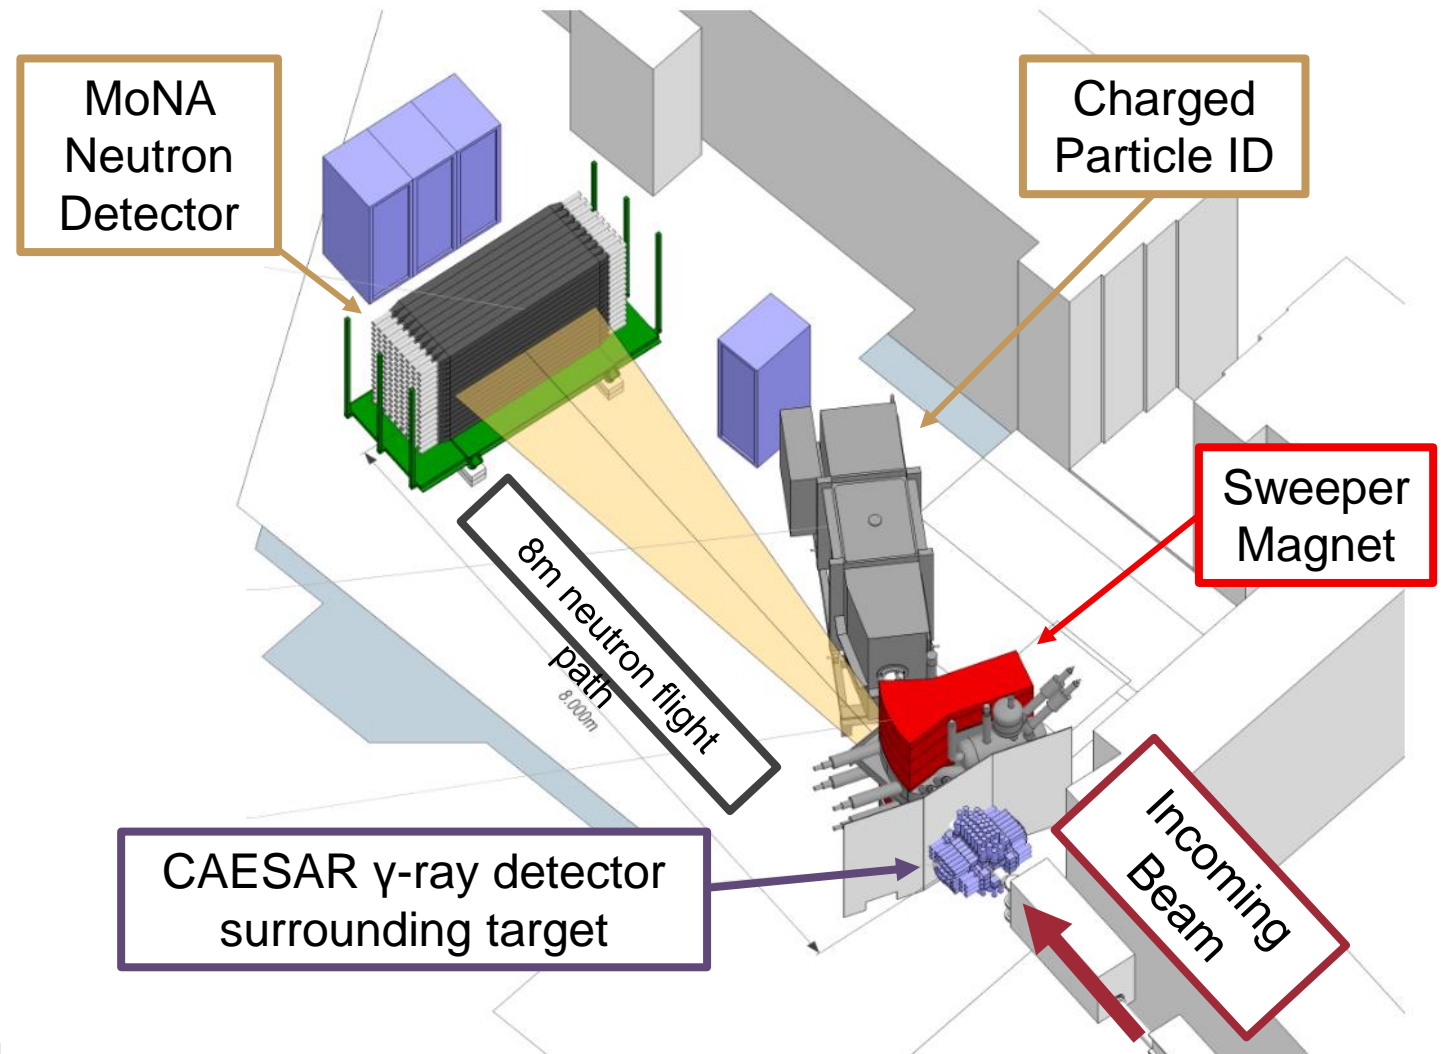 MoNA
Neutron
Detector
Charged
Particle ID
Sweeper
Magnet
8m neutron flight
path
8.000m
CAESAR γ-ray detector
surrounding target
Incoming
Beam